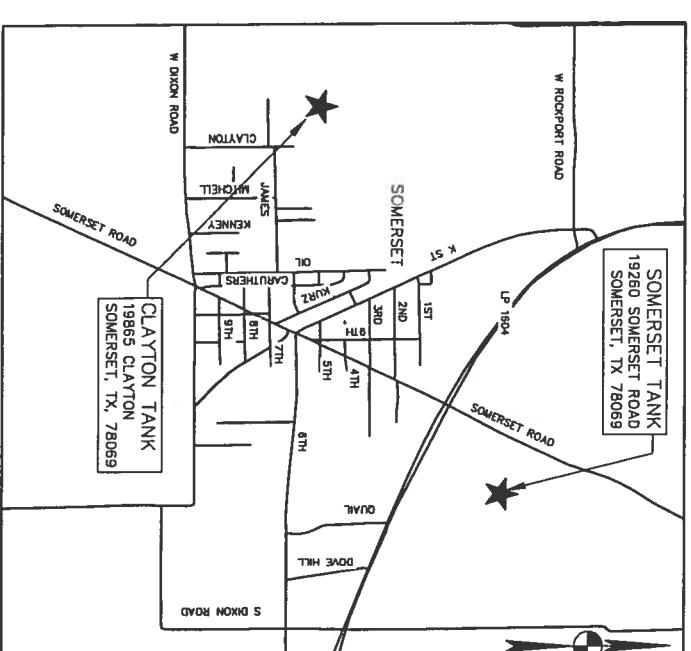 W ROCKPORT ROAD
SOMERSET TANK
19260 SOMERSET ROAD
SOMERSET, TX 78069
LP 1604
SOMERSET ROAD
K ST
SOMERSET
1ST
2ND
3RD
9TH
4TH
5TH
6TH
7TH
8TH
9TH
KURZ
OIL
CARUTHERS
JAMES
KENNEY
MITCHELL
CLAYTON
W DIXON ROAD
SOMERSET ROAD
CLAYTON TANK
19865 CLAYTON
SOMERSET, TX, 78069
QUAIL
DOVE HILL
S DIXON ROAD